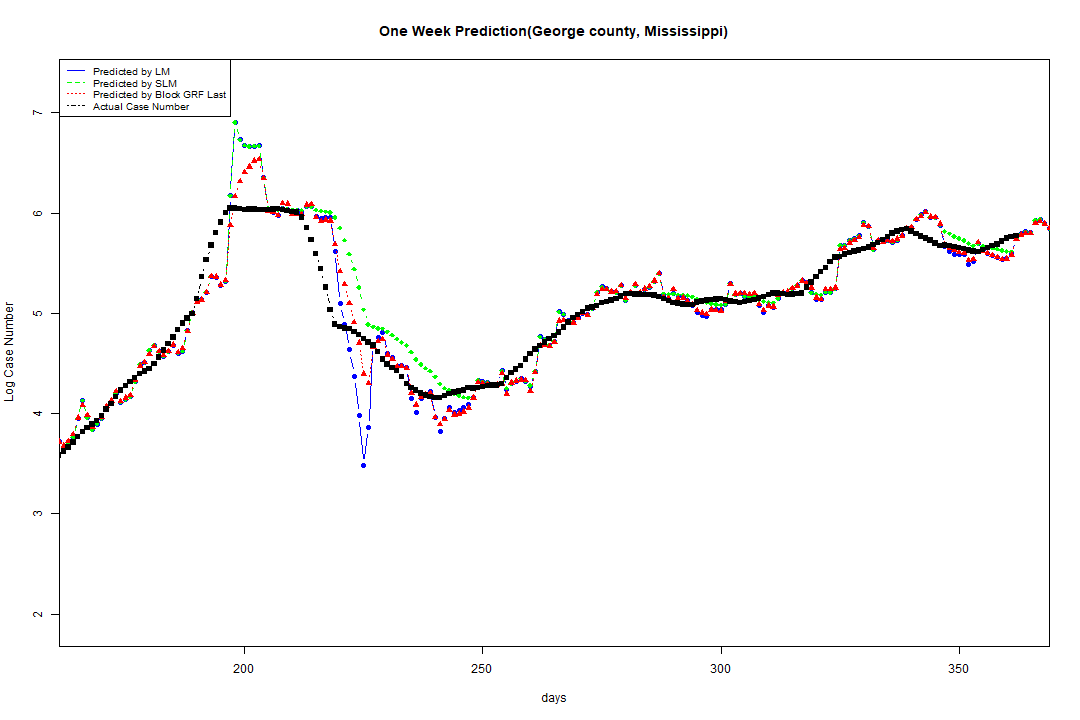 One Week Prediction(George county, Mississippi)
Predicted by LM
Predicted by SLM
Predicted by Block GRF Last
Actual Case Number
Log Case Number
7
6
5
4
3
2
200
250
300
350
days